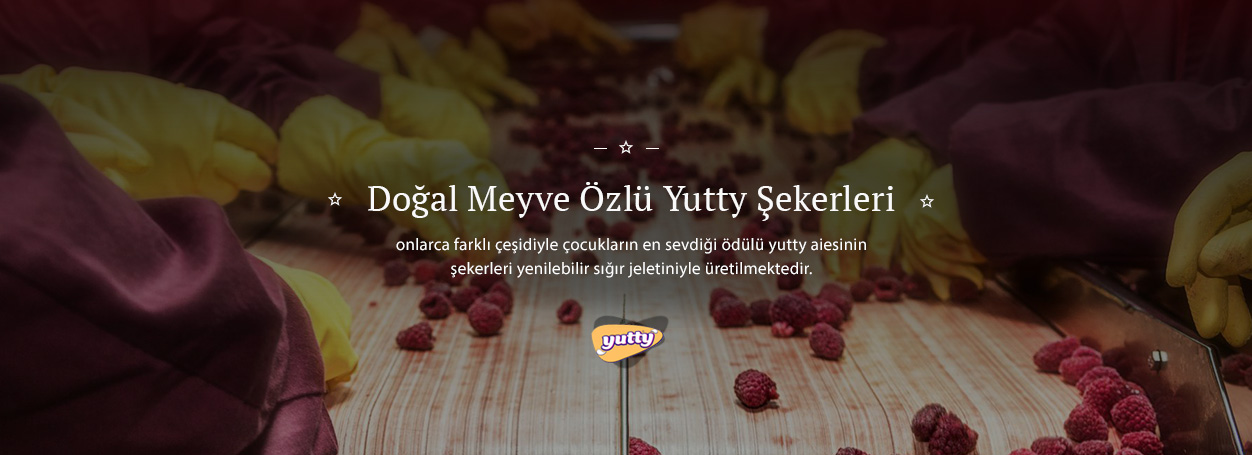 Doğal Meyve Özlü Yutty Şekerleri
onlarca farklı çeşidiyle çocukların en sevdiği ödülü yutty aiesinin
şekerleri yenilebilir sığır jeletiniyle üretilmektedir.
yutty